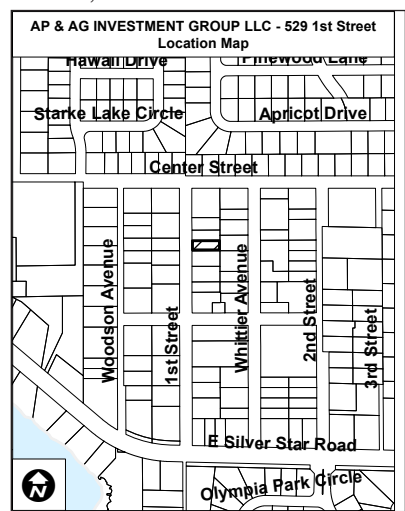 AP & AG INVESTMENT GROUP LLC - 529 1st Street
Location Map
Hawaii Drive
Pinewood Lane
Starke Lake Circle
Apricot Drive
Center Street
Woodson Avenue
1st Street
Whittier Avenue
2nd Street
3rd Street
E Silver Star Road
Olympia Park Circle
N